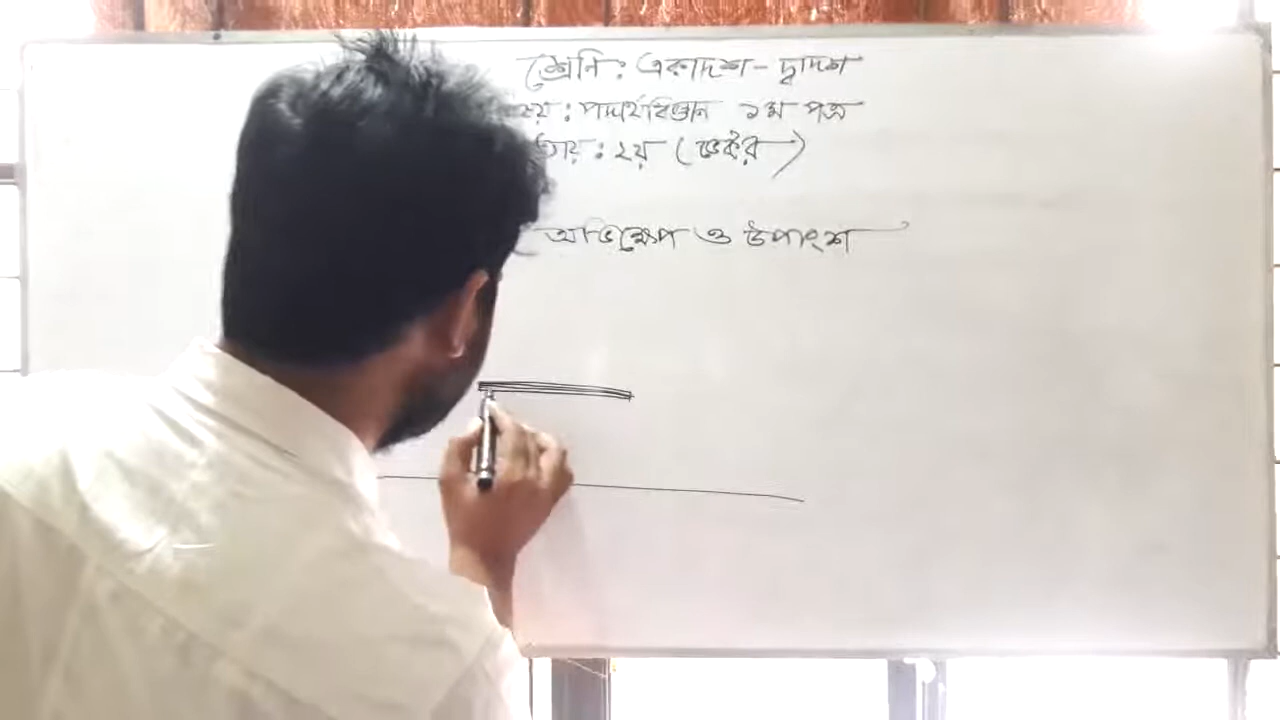 শ্রেণি : একাদশ - দ্বাদশ
: পদার্থবিজ্ঞান ১ম পত্র
: ২য় ( ভেক্টর )
অভিক্ষেপ ও উপাংশ